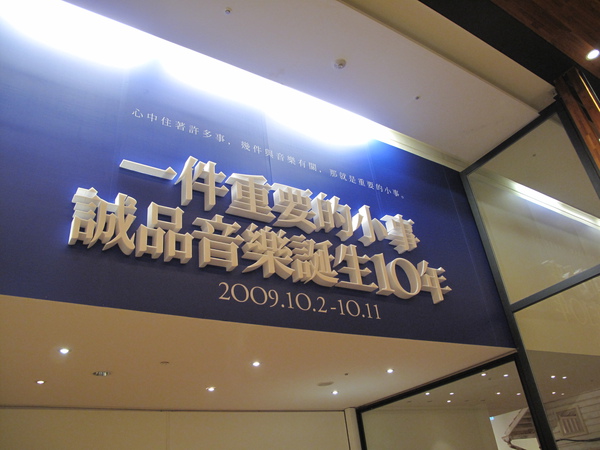 心中住著許多事，幾件與音樂有關，那就是重要的小事。
一件重要的小事
誠品音樂誕生10年
2009.10.2-10.11